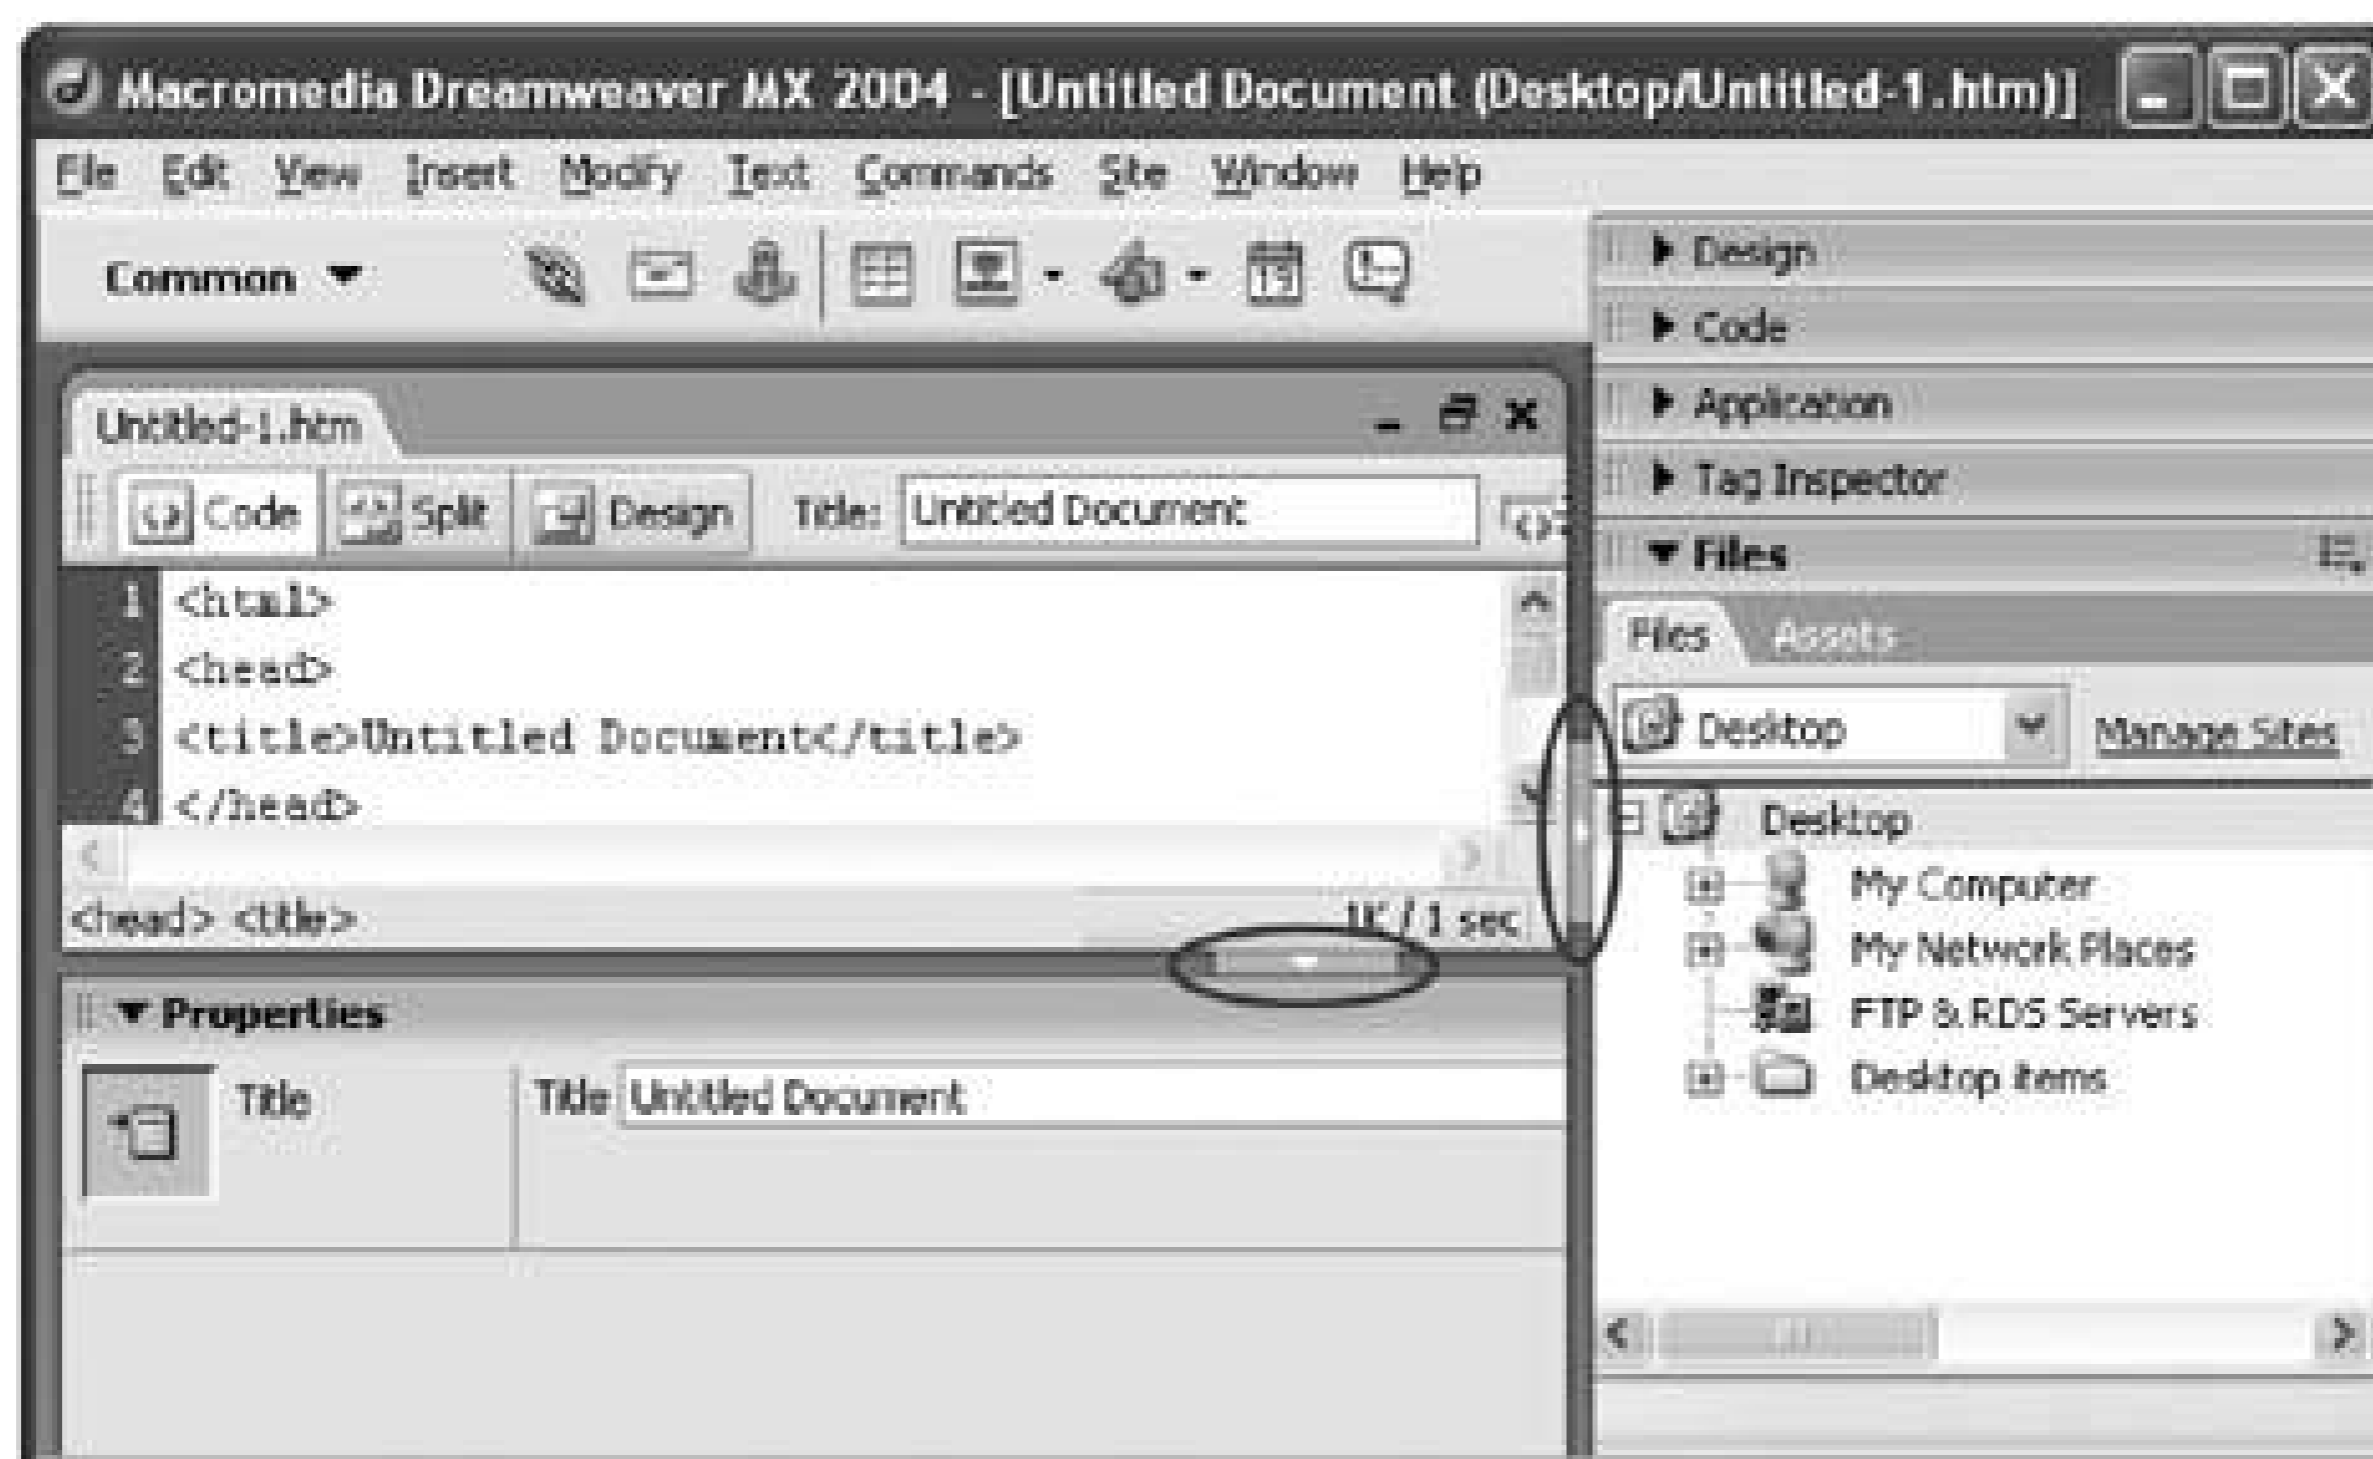 Macromedia Dreamweaver MX 2004 - [Untitled Document (Desktop/Untitled-1.htm)]
File Edit View Insert Modify Text Commands Site Window Help
Common
19
Untitled-1.htm
Code Split Design Title: Untitled Document
1 <html>
2 <head>
3 <title>Untitled Document</title>
4 </head>
<head> <title>
1K / 1 sec
Properties
Title
Title Untitled Document
Design
Code
Application
Tag Inspector
Files
Files Assets
Desktop Manage Sites
Desktop
My Computer
My Network Places
FTP & RDS Servers
Desktop items